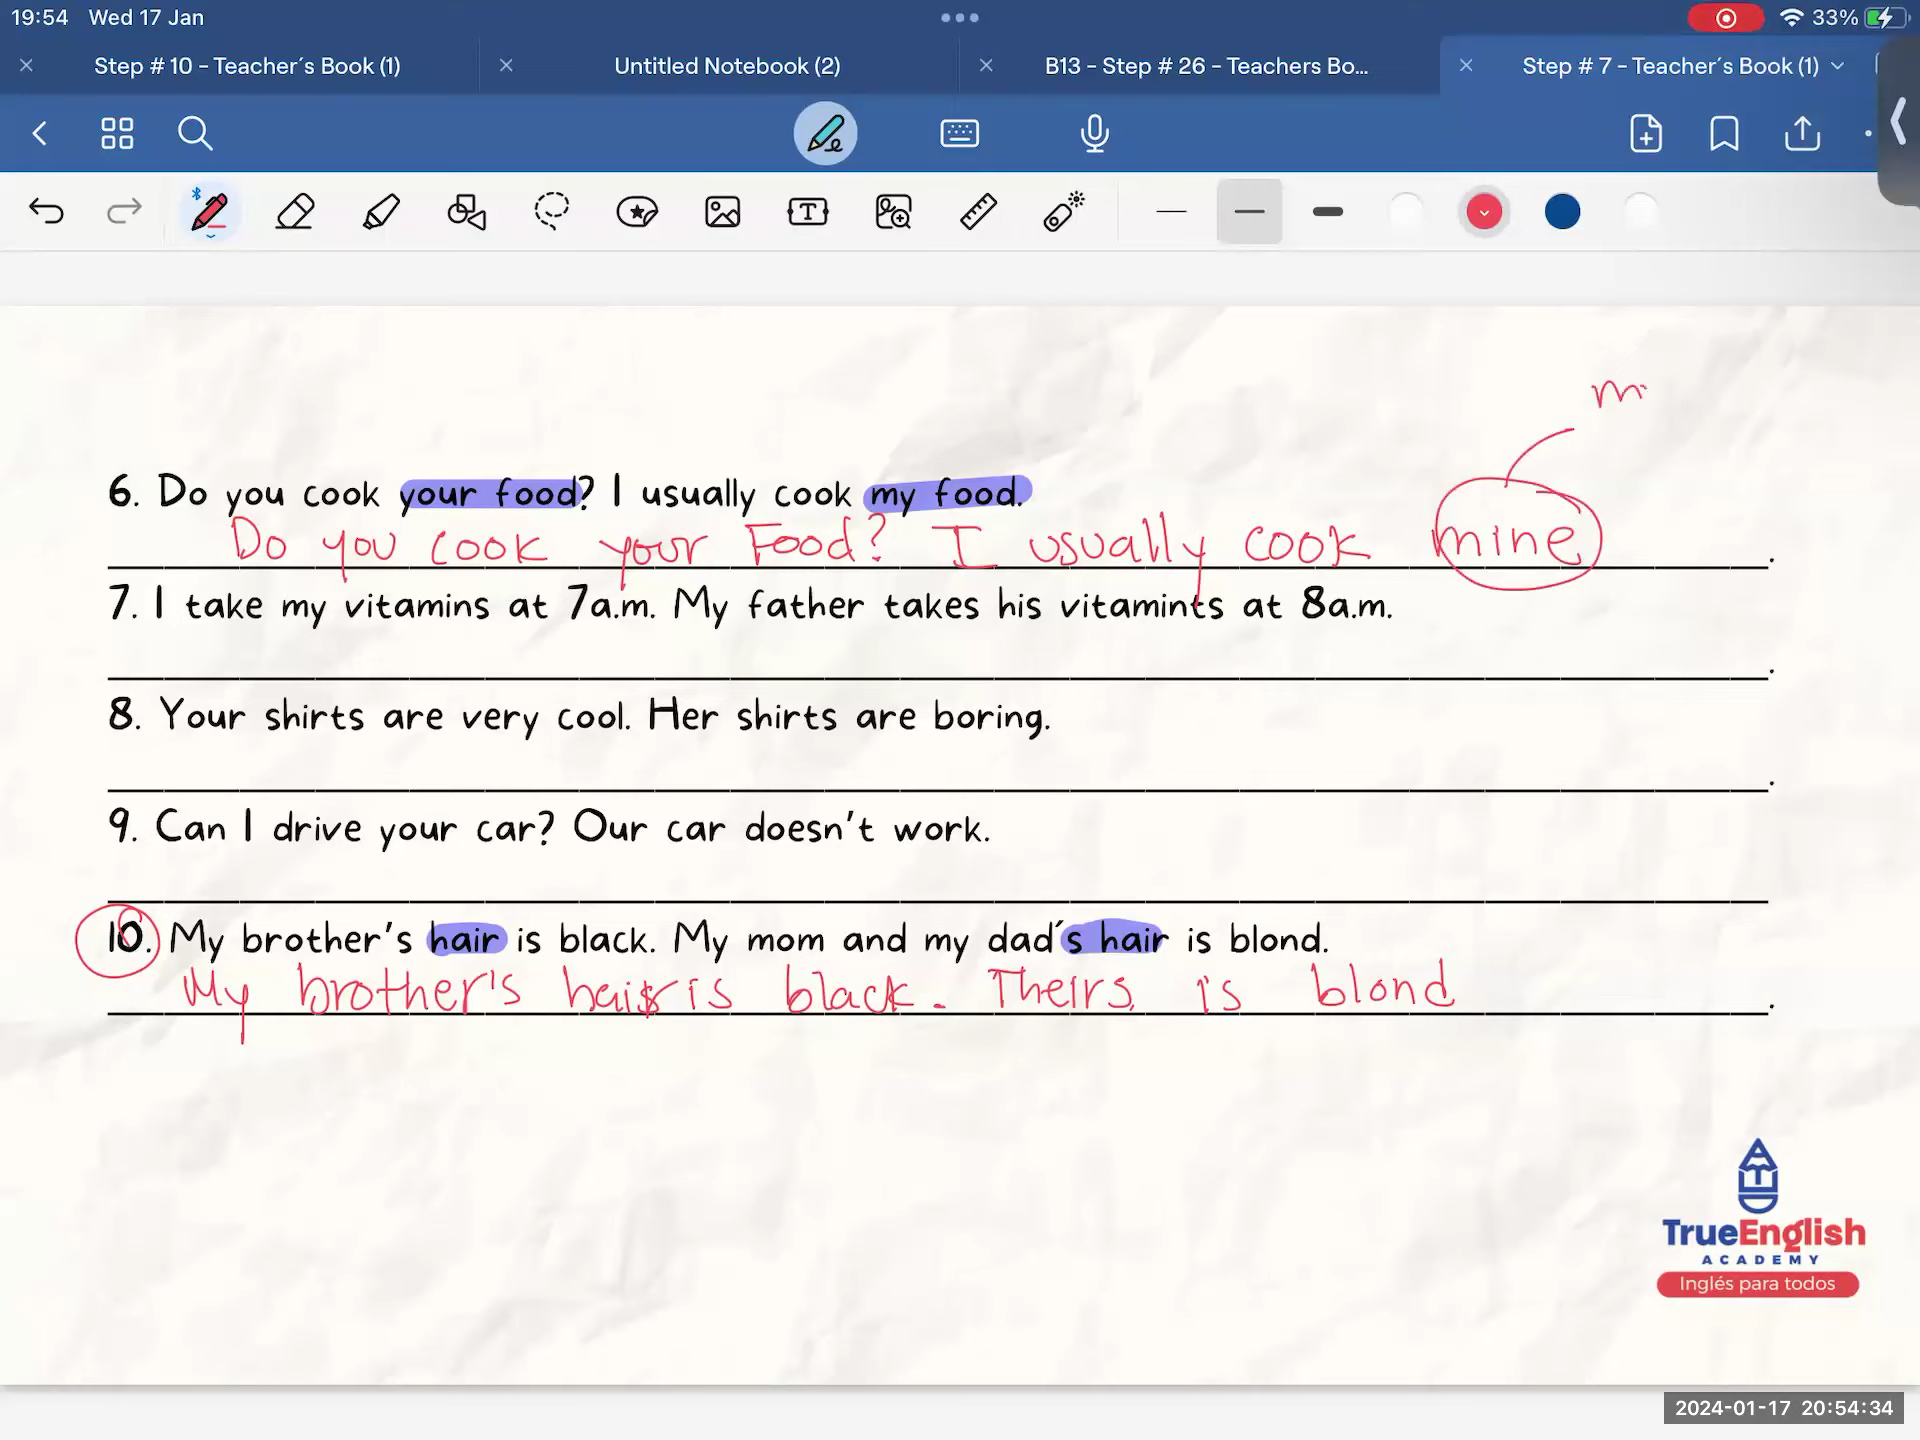 19:54 Wed 17 Jan
33%
Step # 10 - Teacher´s Book (1)
Untitled Notebook (2)
B13 - Step # 26 - Teachers Bo...
Step # 7 - Teacher´s Book (1)
m
6. Do you cook your food? I usually cook my food.
Do you cook your Food? I usually cook mine.
7. I take my vitamins at 7a.m. My father takes his vitamints at 8a.m.
8. Your shirts are very cool. Her shirts are boring.
9. Can I drive your car? Our car doesn't work.
10. My brother's hair is black. My mom and my dad´s hair is blond.
My brother's hair is black. Theirs is blond.
TrueEnglish
ACADEMY
Inglés para todos
2024-01-17 20:54:34